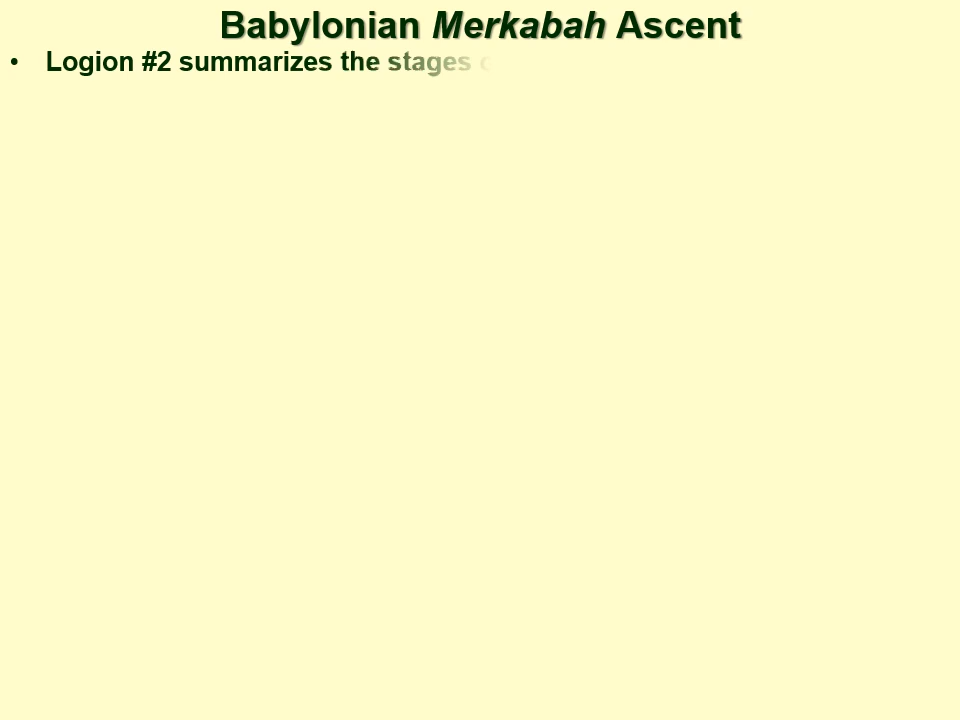 Babylonian Merkabah Ascent
• Logion #2 summarizes the stages